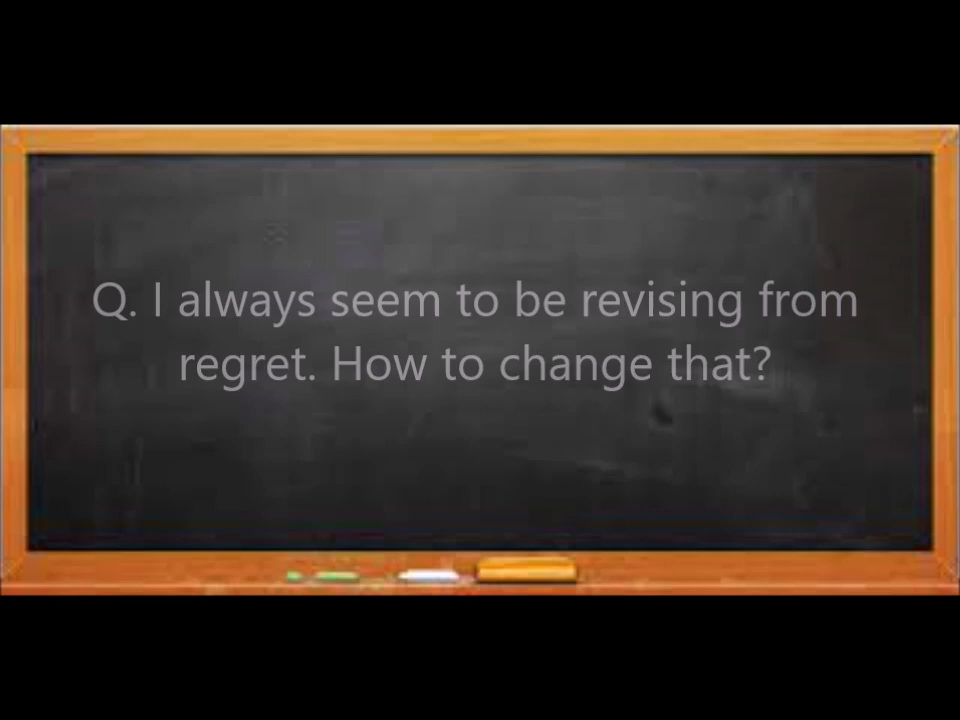 Q. I always seem to be revising from
regret. How to change that?